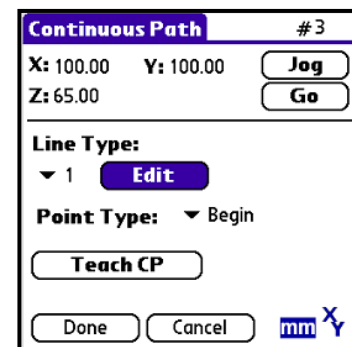 Continuous Path #3
X: 100.00 Y: 100.00 Jog
Z: 65.00 Go
Line Type:
1 Edit
Point Type: Begin
Teach CP
Done Cancel mm XY